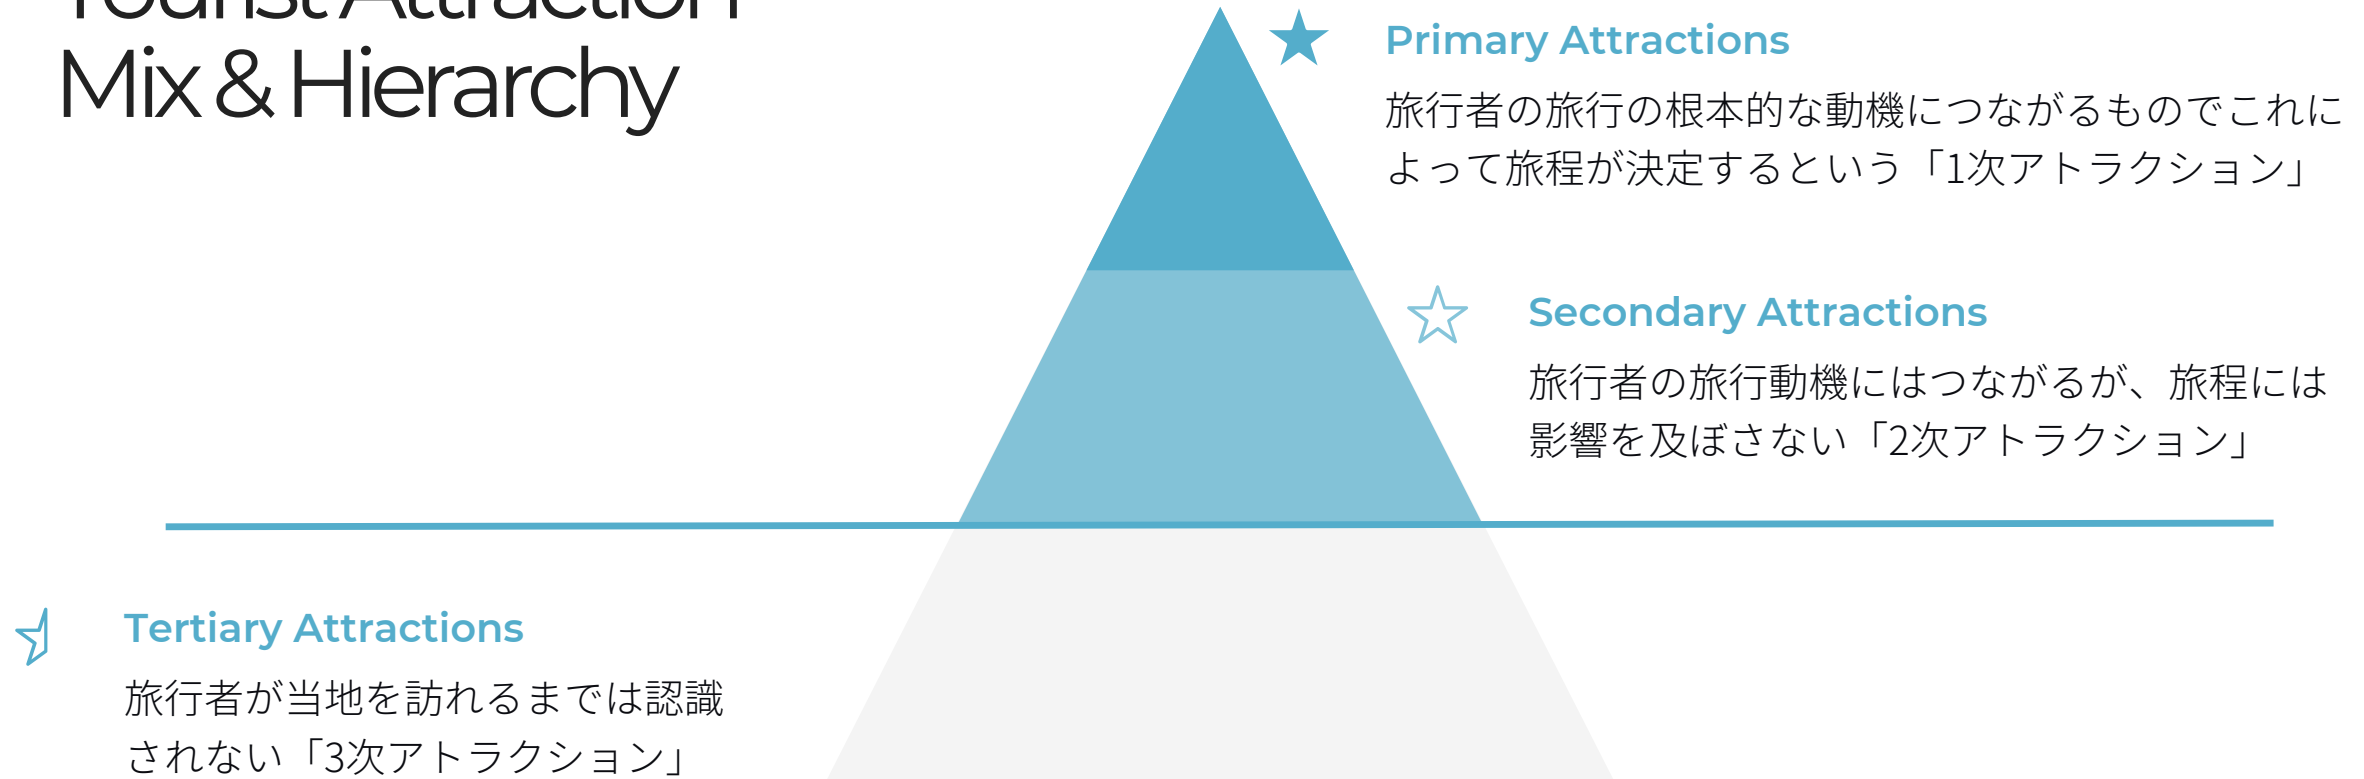 Tourist Attraction
Mix & Hierarchy
Primary Attractions
旅行者の旅行の根本的な動機につながるものでこれに
よって旅程が決定するという「1次アトラクション」
Secondary Attractions
旅行者の旅行動機にはつながるが、旅程には
影響を及ぼさない「2次アトラクション」
Tertiary Attractions
旅行者が当地を訪れるまでは認識
されない「3次アトラクション」